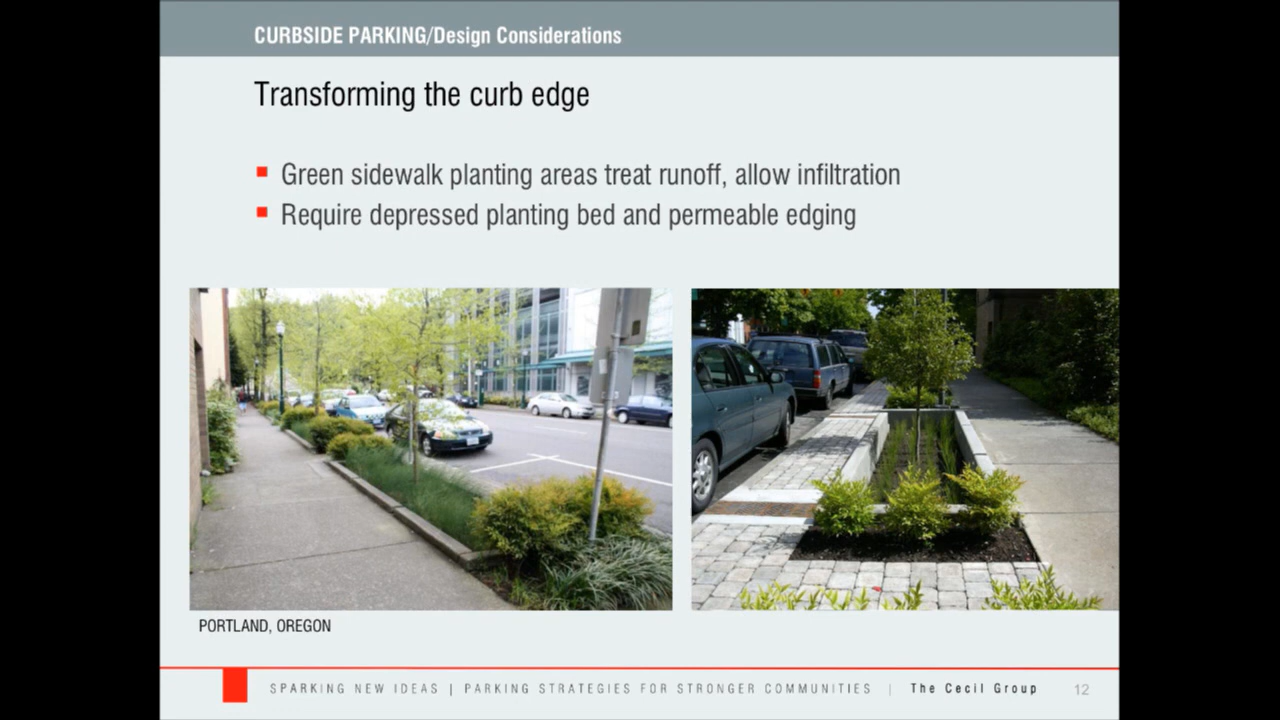 CURBSIDE PARKING/Design Considerations
Transforming the curb edge
Green sidewalk planting areas treat runoff, allow infiltration
Require depressed planting bed and permeable edging
PORTLAND, OREGON
SPARKING NEW IDEAS | PARKING STRATEGIES FOR STRONGER COMMUNITIES | The Cecil Group 12